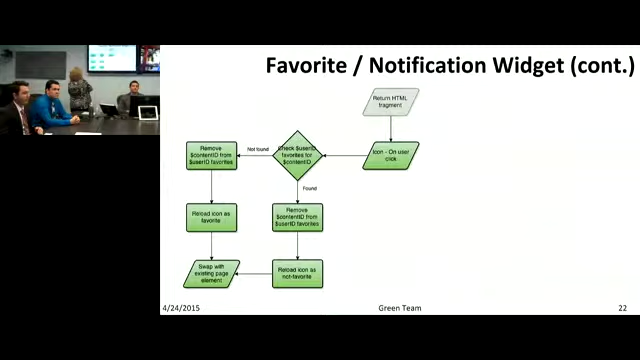 Favorite / Notification Widget (cont.)
Return HTML
fragment
Icon - On user
click
Check $userID
favorites for
$contentID
Not found
Found
Remove
$contentID from
$userID favorites
Remove
$contentID from
$userID favorites
Reload icon as
favorite
Reload icon as
not-favorite
Swap with
existing page
element
4/24/2015
Green Team
22